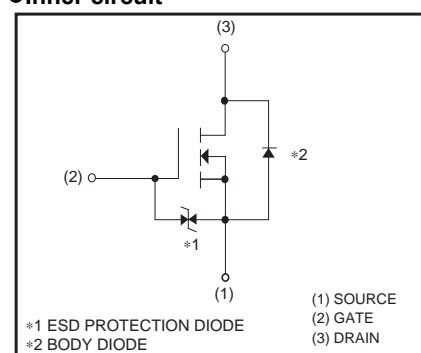 inner circuit
(3)
*2
(2)
*1
(1)
*1 ESD PROTECTION DIODE
*2 BODY DIODE
(1) SOURCE
(2) GATE
(3) DRAIN